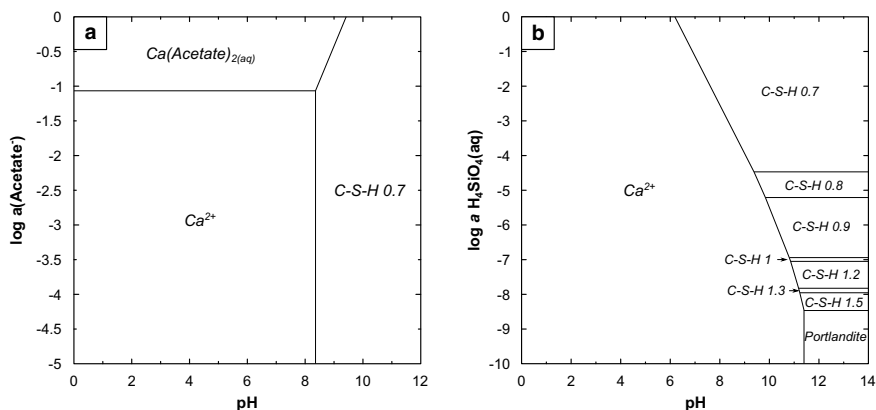 a
0
-0.5
-1
-1.5
-2
-2.5
-3
-3.5
-4
-4.5
-5
log a(Acetate⁻)
Ca(Acetate)₂₍aq₎
Ca²⁺
C-S-H 0.7
0 2 4 6 8 10 12
pH
b
0
-1
-2
-3
-4
-5
-6
-7
-8
-9
-10
log a H₄SiO₄(aq)
C-S-H 0.7
Ca²⁺
C-S-H 0.8
C-S-H 0.9
C-S-H 1
C-S-H 1.2
C-S-H 1.3
C-S-H 1.5
Portlandite
0 2 4 6 8 10 12 14
pH